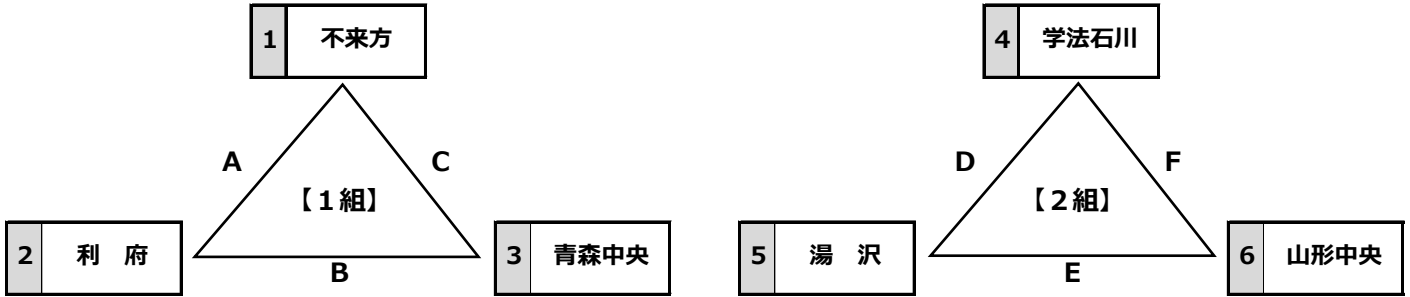 1 不来方
4 学法石川
A
C
D
F
【１組】
【２組】
2 利　府
3 青森中央
5 湯　沢
6 山形中央
B
E